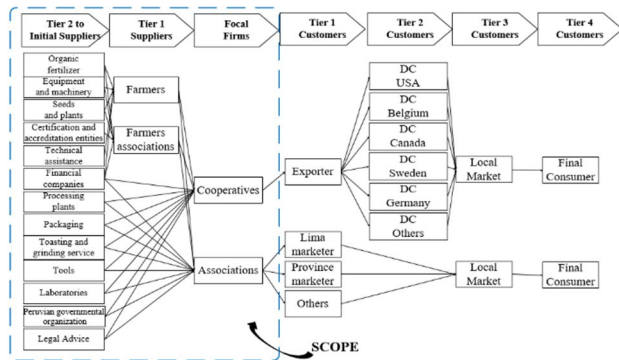 Tier 2 to
Initial Suppliers
Tier 1
Suppliers
Focal
Firms
Tier 1
Customers
Tier 2
Customers
Tier 3
Customers
Tier 4
Customers
Organic
fertilizer
Equipment
and machinery
Seeds
and plants
Certification and
accreditation entities
Technical
assistance
Financial
companies
Processing
plants
Packaging
Toasting and
grinding service
Tools
Laboratories
Peruvian governmental
organization
Legal Advice
Farmers
Farmers
associations
Cooperatives
Associations
Exporter
Lima
marketer
Province
marketer
Others
DC
USA
DC
Belgium
DC
Canada
DC
Sweden
DC
Germany
DC
Others
Local
Market
Final
Consumer
Local
Market
Final
Consumer
SCOPE